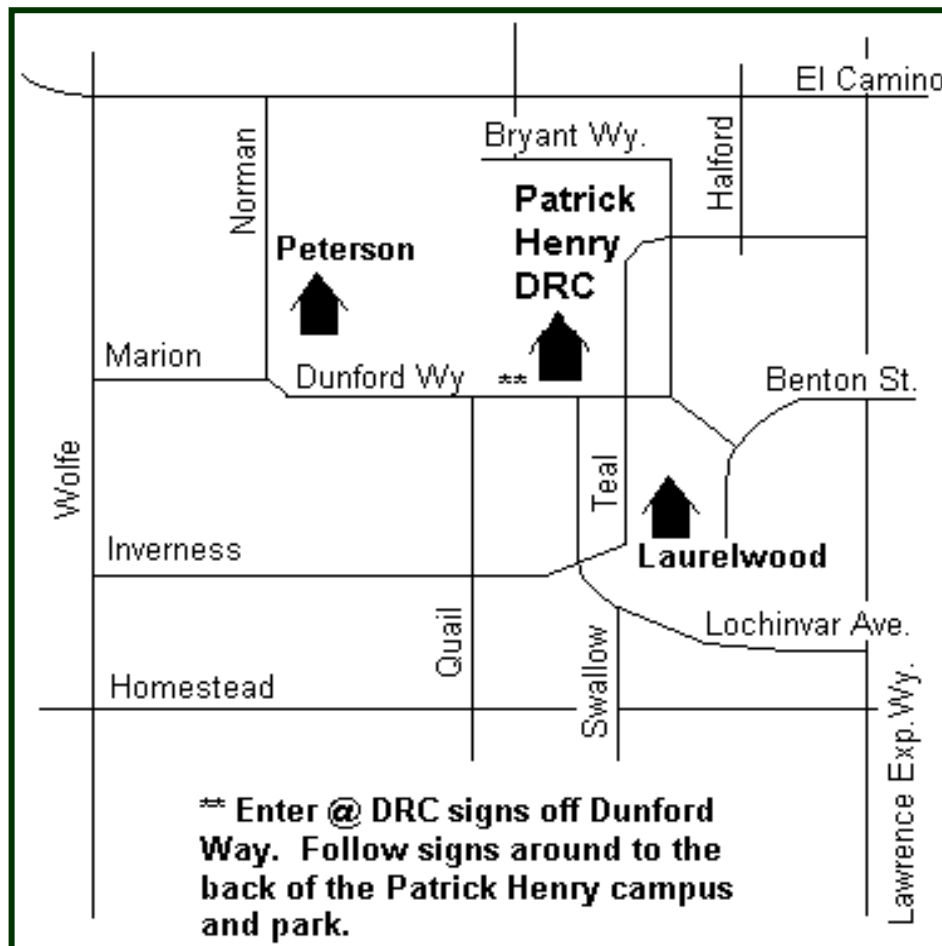 El Camino
Bryant Wy.
Halford
Norman
Patrick
Henry
DRC
Peterson
Marion
Dunford Wy
**
Benton St.
Wolfe
Teal
Inverness
Laurelwood
Quail
Swallow
Lochinvar Ave.
Homestead
Lawrence Exp.Wy.
** Enter @ DRC signs off Dunford
Way. Follow signs around to the
back of the Patrick Henry campus
and park.